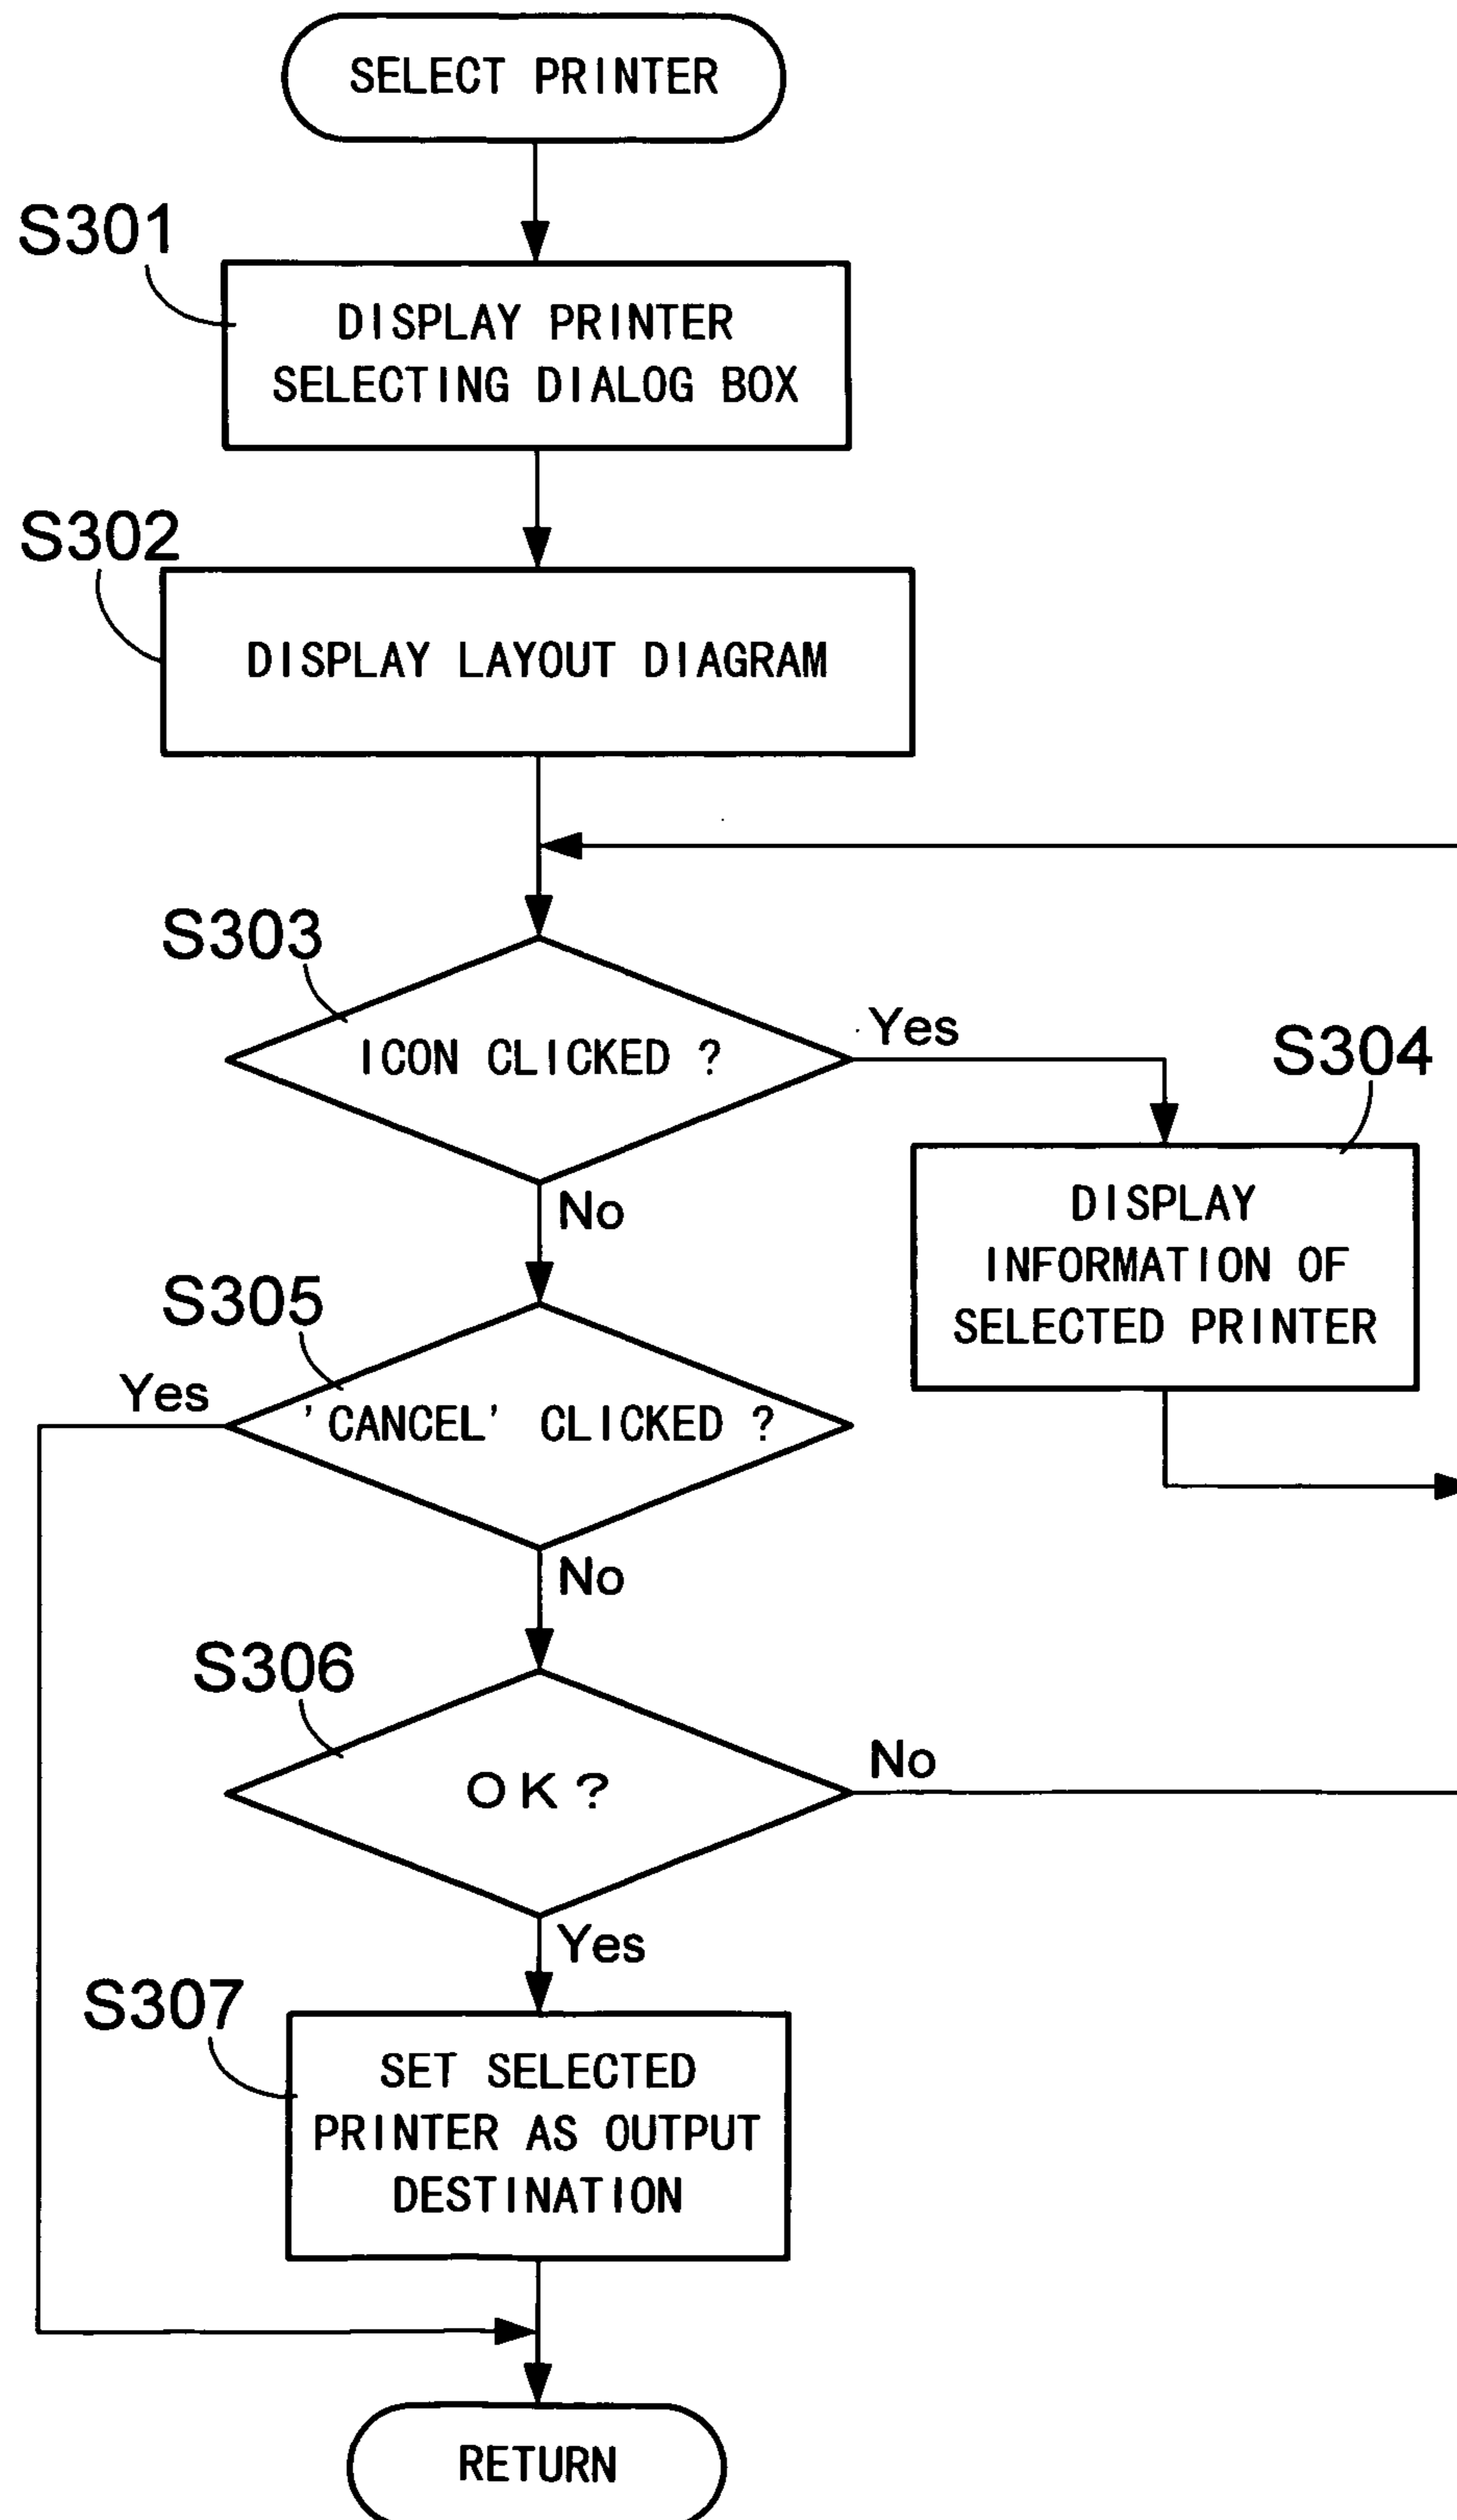 SELECT PRINTER
S301
DISPLAY PRINTER
SELECTING DIALOG BOX
S302
DISPLAY LAYOUT DIAGRAM
S303
ICON CLICKED ?
Yes
S304
DISPLAY
INFORMATION OF
SELECTED PRINTER
No
S305
Yes
'CANCEL' CLICKED ?
No
S306
OK?
No
Yes
S307
SET SELECTED
PRINTER AS OUTPUT
DESTINATION
RETURN